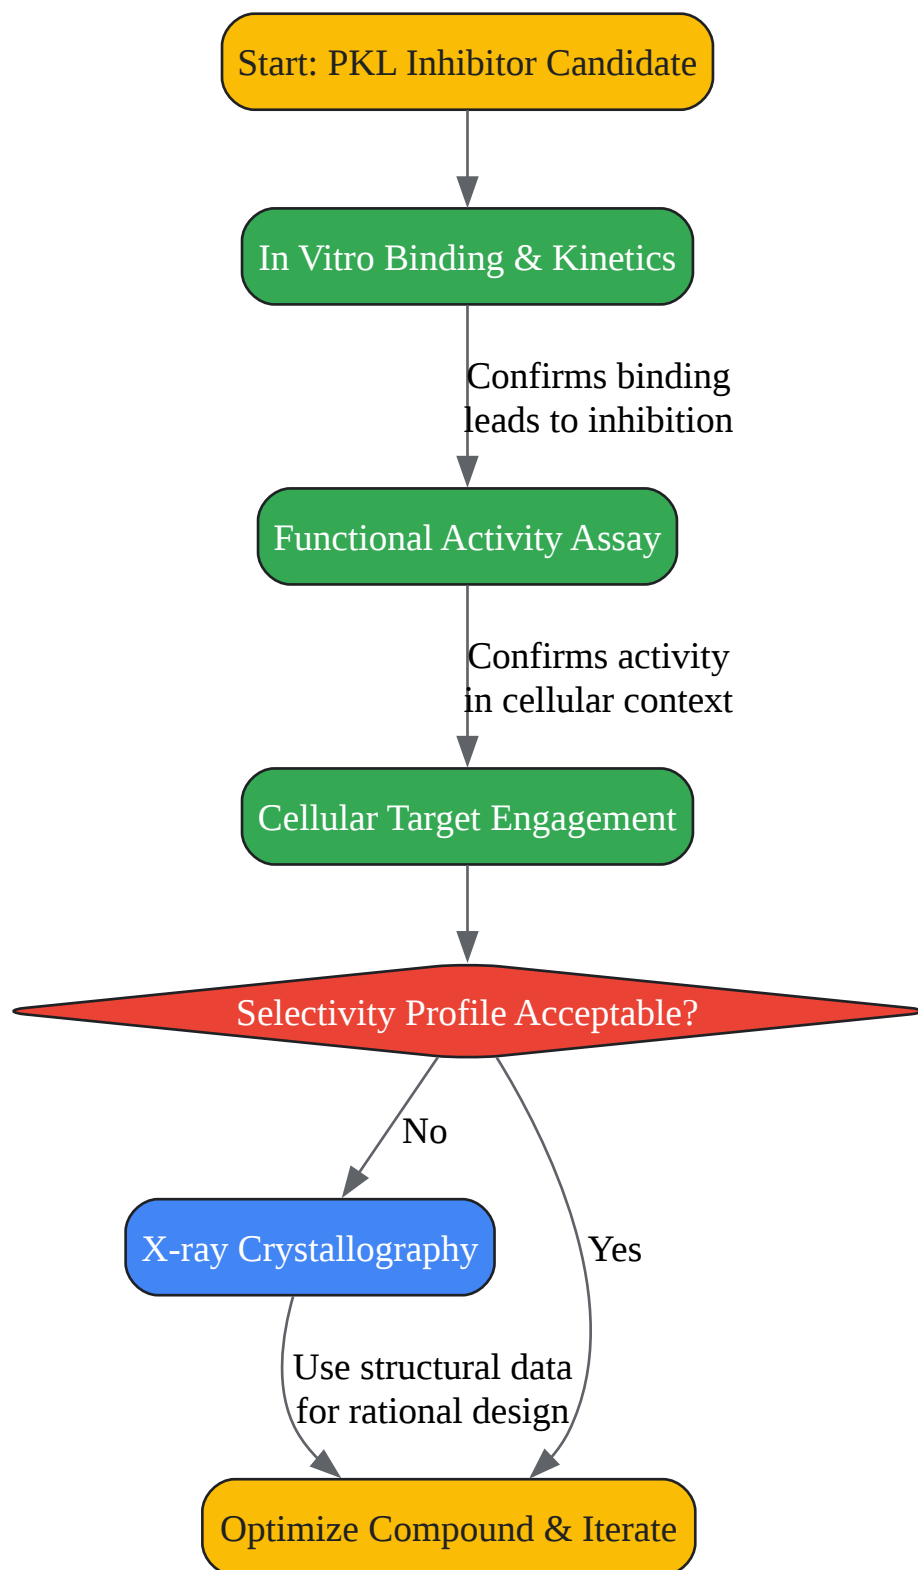 Start: PKL Inhibitor Candidate
In Vitro Binding & Kinetics
Confirms binding
leads to inhibition
Functional Activity Assay
Confirms activity
in cellular context
Cellular Target Engagement
Selectivity Profile Acceptable?
No
X-ray Crystallography
Yes
Use structural data
for rational design
Optimize Compound & Iterate